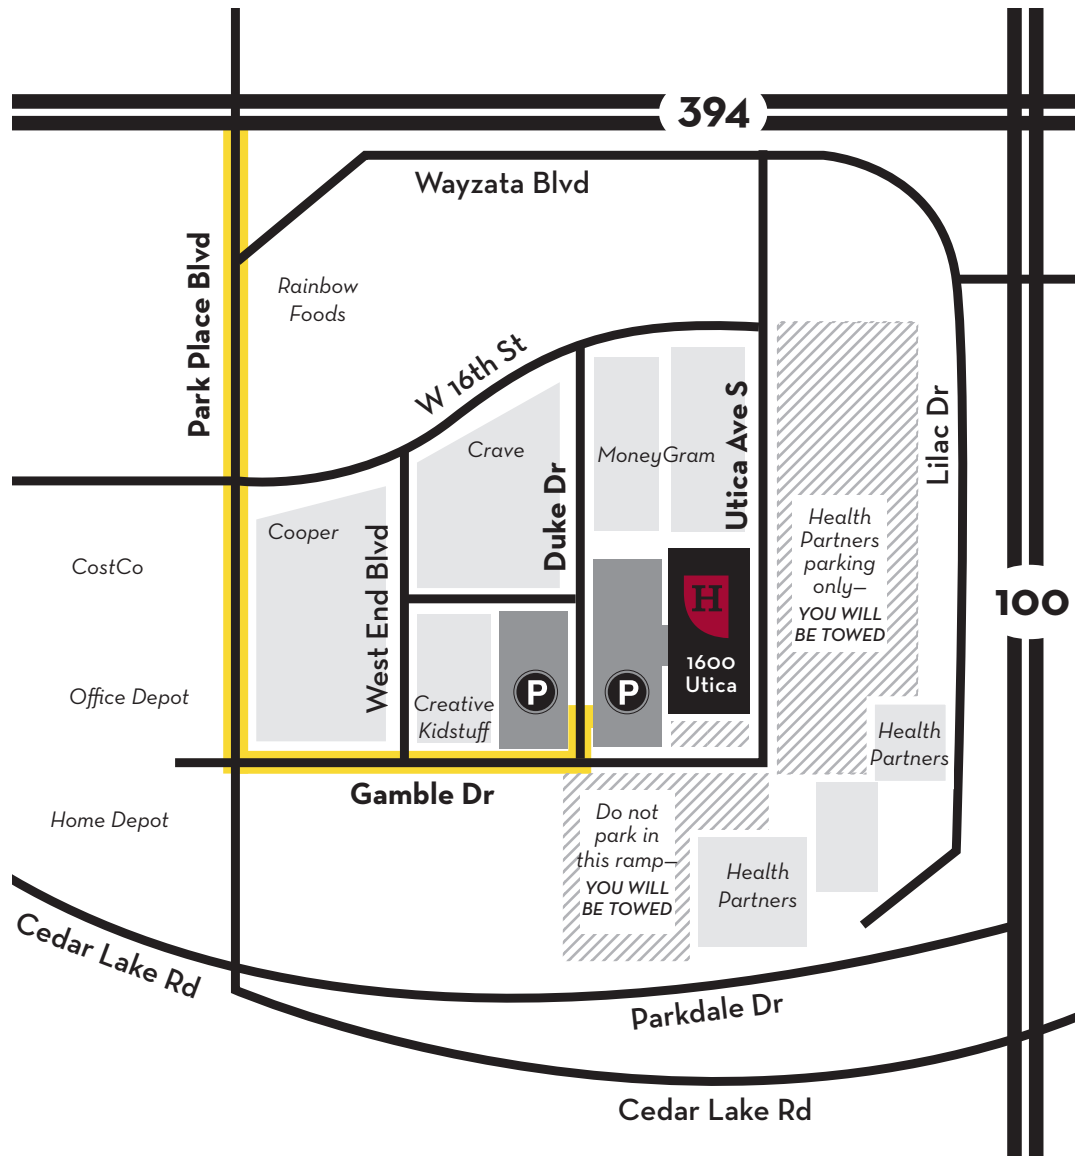 394
Wayzata Blvd
Park Place Blvd
Rainbow
Foods
W 16th St
Crave
MoneyGram
Utica Ave S
Lilac Dr
Duke Dr
Cooper
West End Blvd
CostCo
Health
Partners
parking
only—
YOU WILL
BE TOWED
100
H
1600
Utica
Office Depot
Creative
Kidstuff
P
P
Health
Partners
Gamble Dr
Home Depot
Do not
park in
this ramp—
YOU WILL
BE TOWED
Health
Partners
Cedar Lake Rd
Parkdale Dr
Cedar Lake Rd